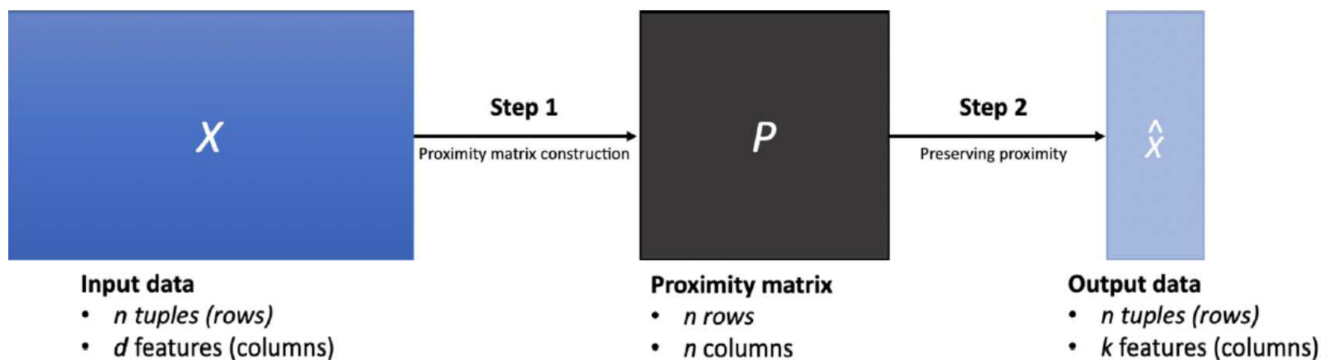 X
Step 1
Proximity matrix construction
P
Step 2
Preserving proximity
X̂
Input data
• n tuples (rows)
• d features (columns)
Proximity matrix
• n rows
• n columns
Output data
• n tuples (rows)
• k features (columns)